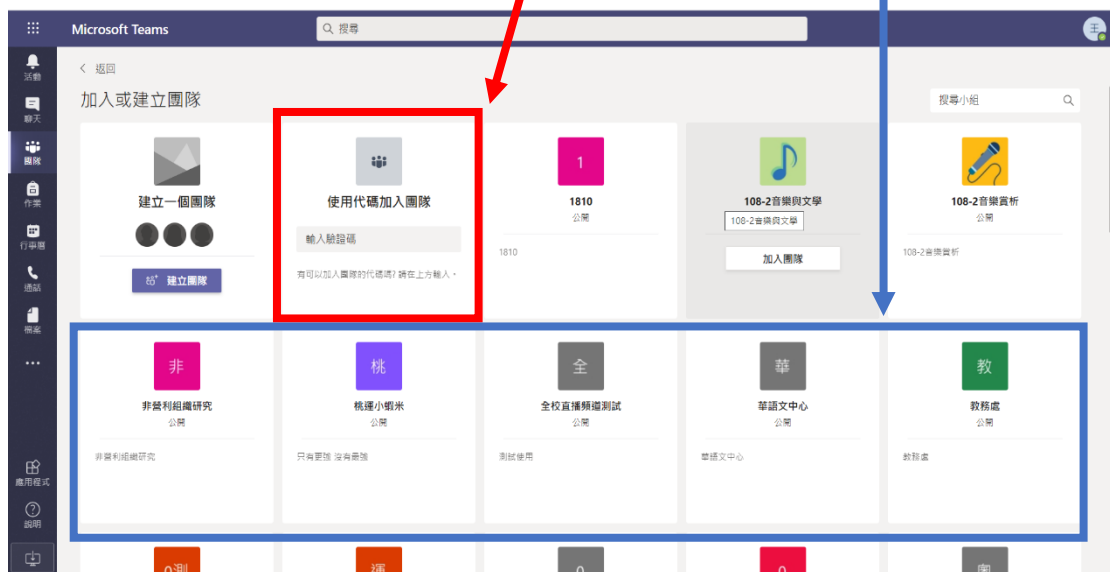 Microsoft Teams
搜尋
王
活動
聊天
團隊
作業
行事曆
通話
檔案
應用程式
說明
返回
加入或建立團隊
搜尋小組
建立一個團隊
建立團隊
使用代碼加入團隊
輸入驗證碼
有可以加入團隊的代碼嗎? 請在上方輸入。
1
1810
公開
1810
108-2音樂與文學
108-2音樂與文學
加入團隊
108-2音樂賞析
公開
108-2音樂賞析
非
非營利組織研究
公開
非營利組織研究
桃
桃運小蝦米
公開
只有更強 沒有最強
全
全校直播頻道測試
公開
測試使用
華
華語文中心
公開
華語文中心
教
教務處
公開
教務處
0測
運
0
0